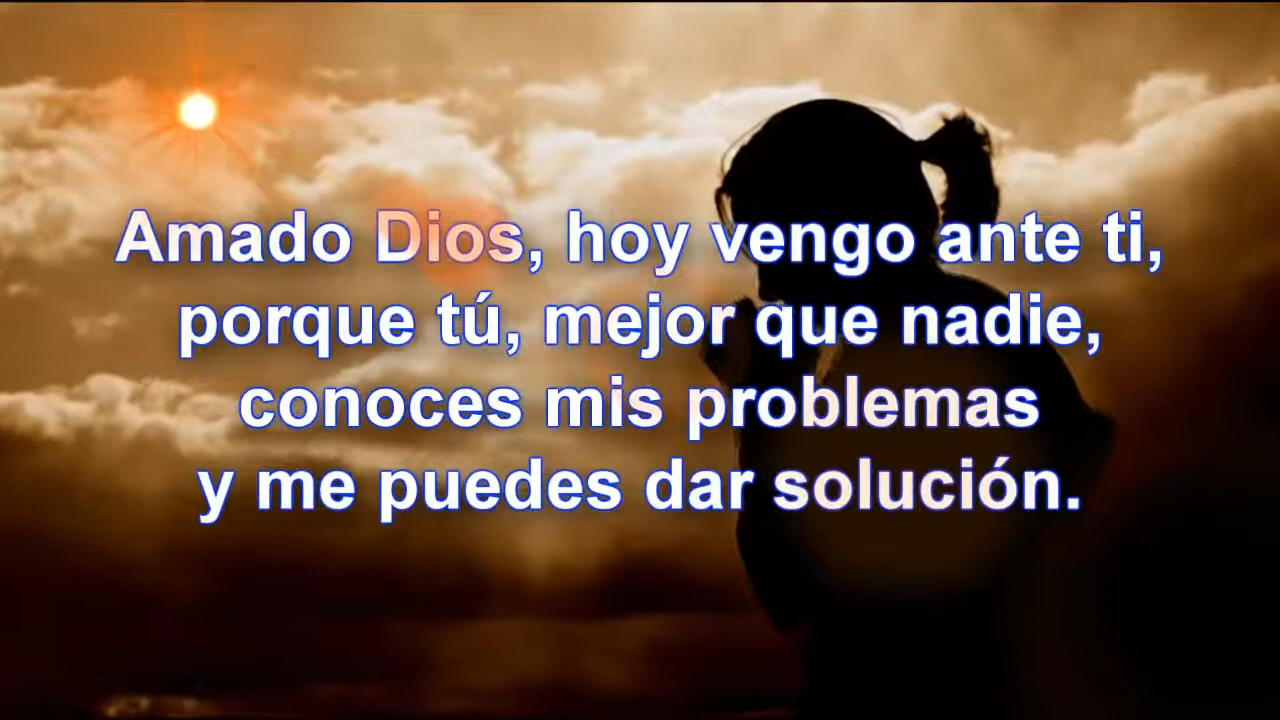 Amado Dios, hoy vengo ante ti,
porque tú, mejor que nadie,
conoces mis problemas
y me puedes dar solución.